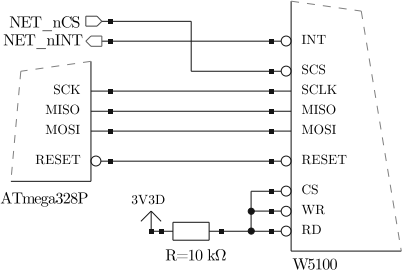 NET_nCS
NET_nINT
INT
SCS
SCK
SCLK
MISO
MISO
MOSI
MOSI
RESET
RESET
ATmega328P
CS
3V3D
WR
RD
R=10 kΩ
W5100